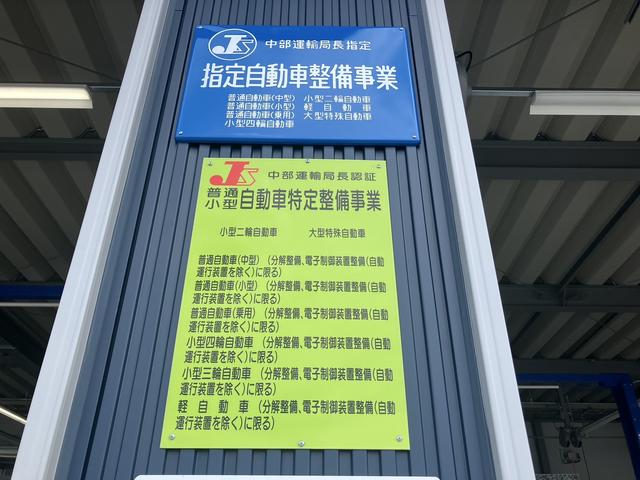 JS 中部運輸局長指定
指定自動車整備事業
普通自動車(中型) 小型二輪自動車
普通自動車(小型) 軽自動車
普通自動車(乗用) 大型特殊自動車
小型四輪自動車
JS 中部運輸局長認証
普通
小型 自動車特定整備事業
小型二輪自動車 大型特殊自動車
普通自動車(中型) (分解整備、電子制御装置整備(自動
運行装置を除く)に限る)
普通自動車(小型) (分解整備、電子制御装置整備(自動
運行装置を除く)に限る)
普通自動車(乗用) (分解整備、電子制御装置整備(自動
運行装置を除く)に限る)
小型四輪自動車 (分解整備、電子制御装置整備(自動
運行装置を除く)に限る)
小型三輪自動車 (分解整備、電子制御装置整備(自動
運行装置を除く)に限る)
軽自動車 (分解整備、電子制御装置整備(自動
運行装置を除く)に限る)